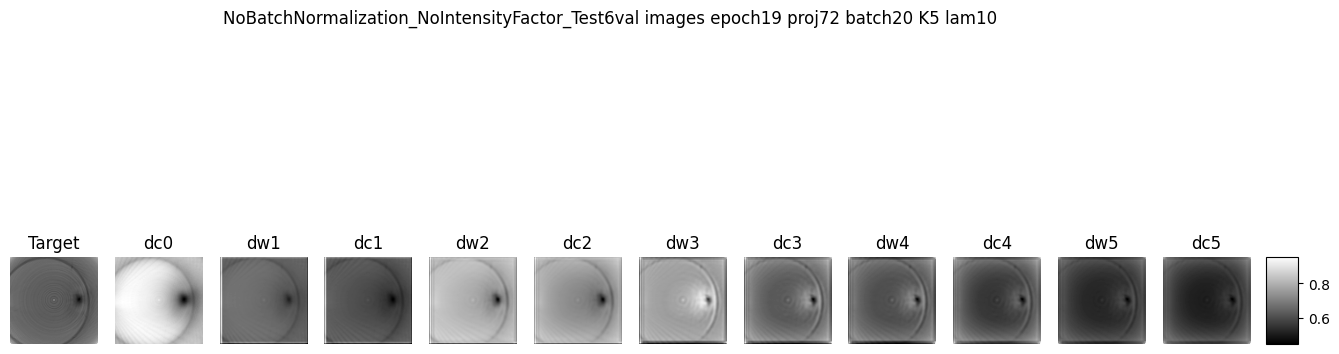 NoBatchNormalization_NoIntensityFactor_Test6val images epoch19 proj72 batch20 K5 lam10
Target dc0 dw1 dc1 dw2 dc2 dw3 dc3 dw4 dc4 dw5 dc5
0.8
0.6